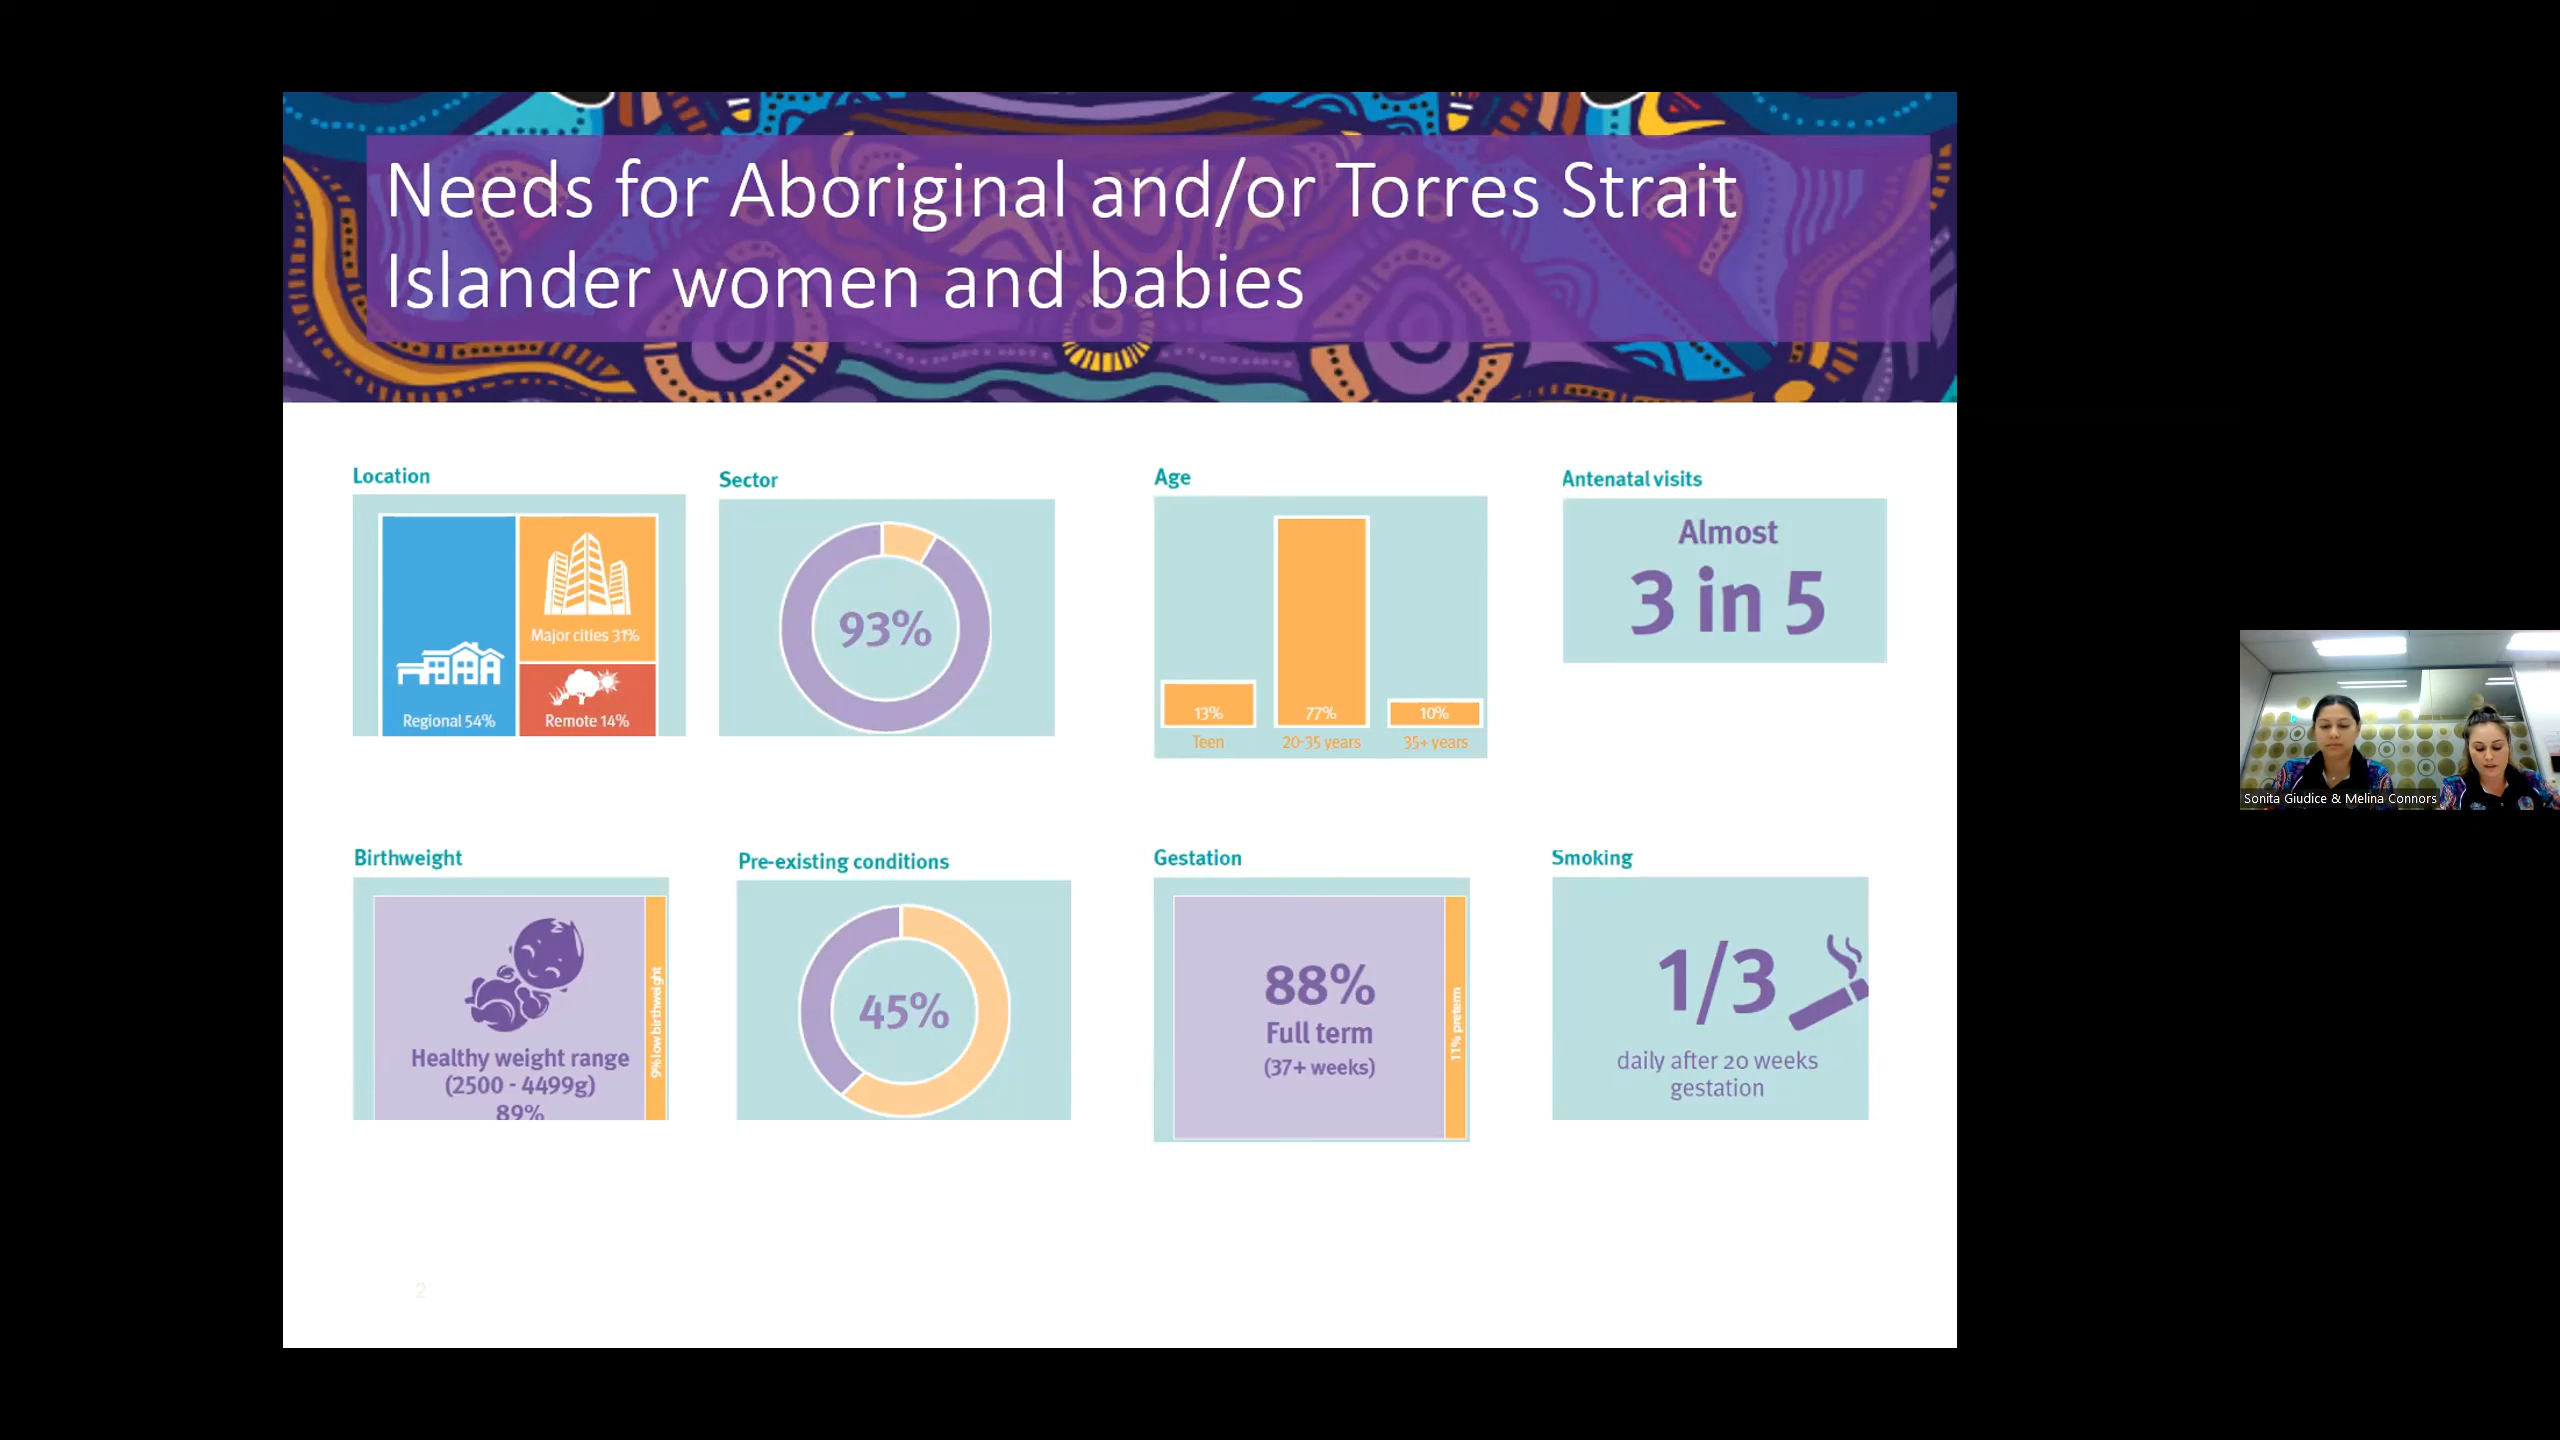 Needs for Aboriginal and/or Torres Strait
Islander women and babies
Location
Major cities 31%
Regional 54%
Remote 14%
Sector
93%
Age
13%
77%
10%
Teen
20-35 years
35+ years
Antenatal visits
Almost
3 in 5
Birthweight
Healthy weight range
(2500 - 4499g)
89%
9% low birthweight
Pre-existing conditions
45%
Gestation
88%
Full term
(37+ weeks)
11% preterm
Smoking
1/3
daily after 20 weeks
gestation
2
Sonita Giudice & Melina Connors